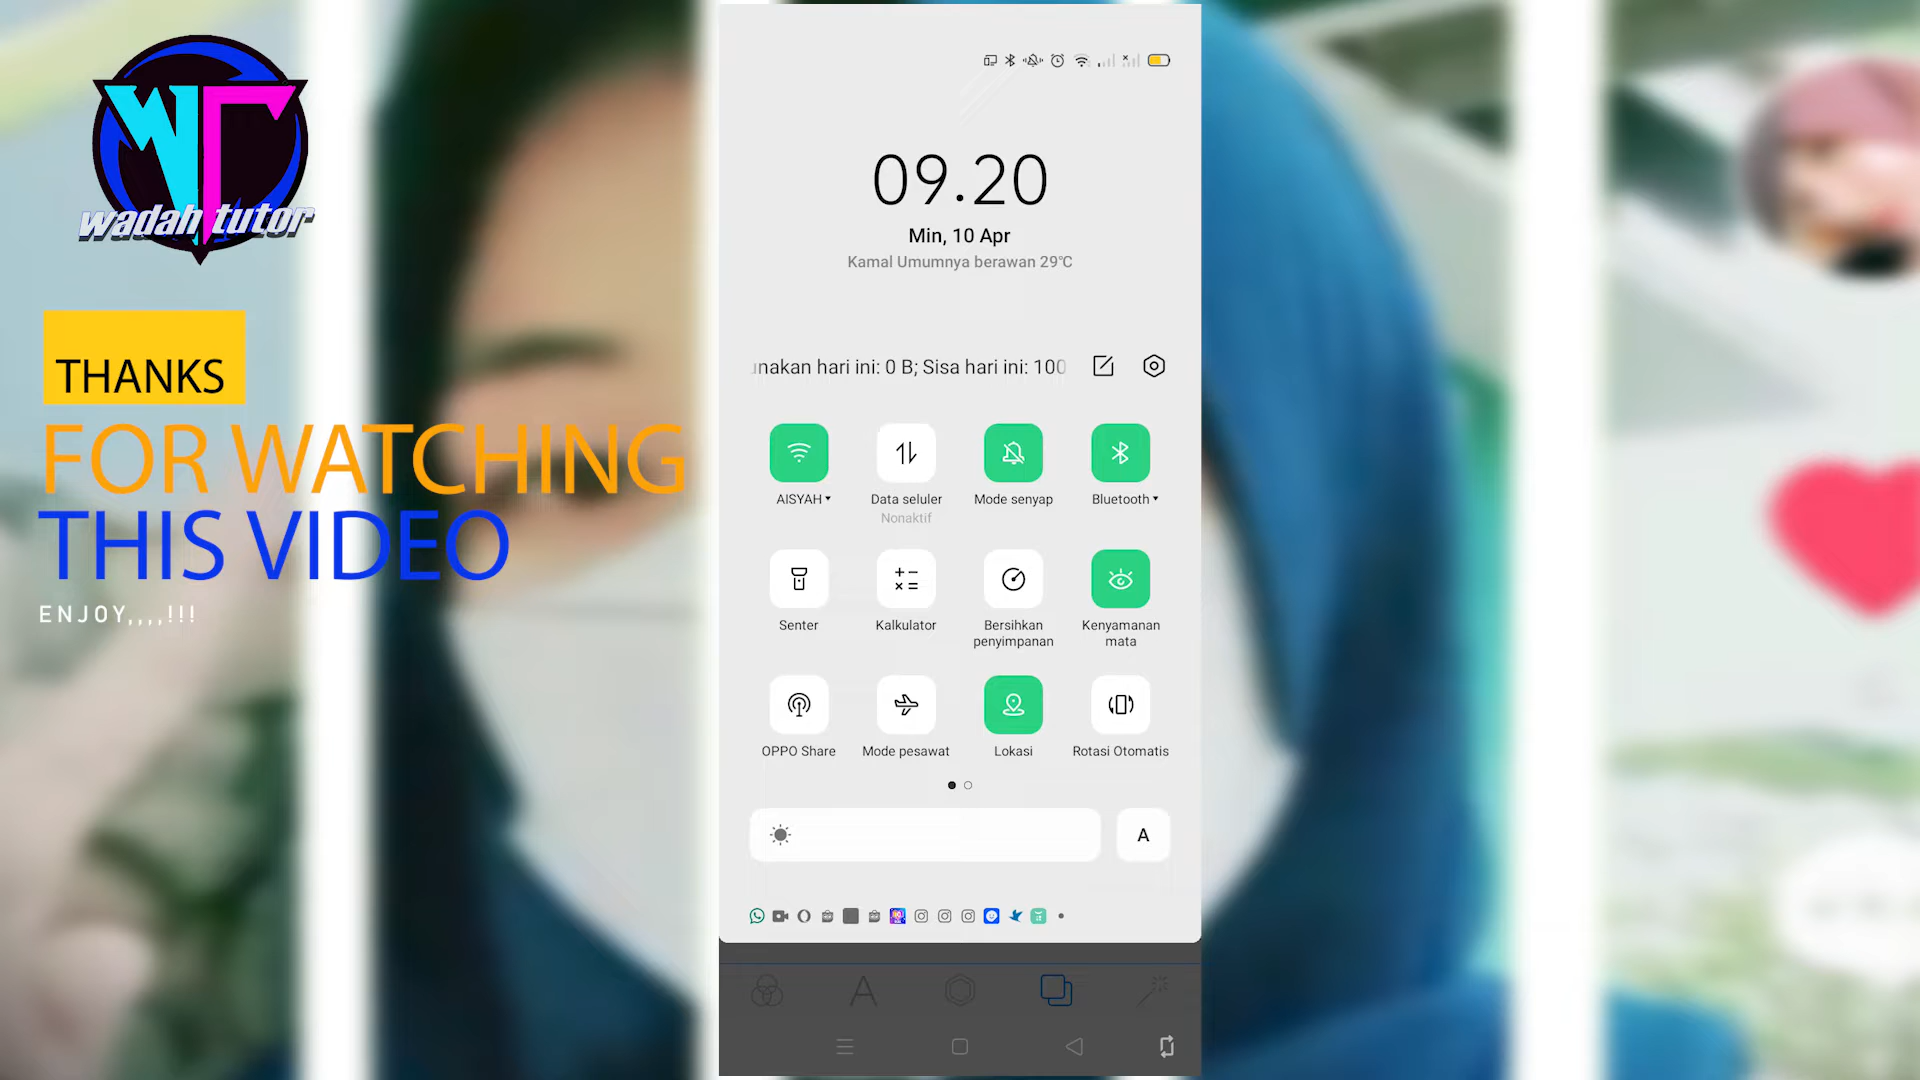 WT
wadah tutor
THANKS
FOR WATCHING
THIS VIDEO
ENJOY,,,,!!!
09.20
Min, 10 Apr
Kamal Umumnya berawan 29°C
nakan hari ini: 0 B; Sisa hari ini: 100
AISYAH
Data seluler
Nonaktif
Mode senyap
Bluetooth
Senter
Kalkulator
Bersihkan
penyimpanan
Kenyamanan
mata
OPPO Share
Mode pesawat
Lokasi
Rotasi Otomatis
A
A